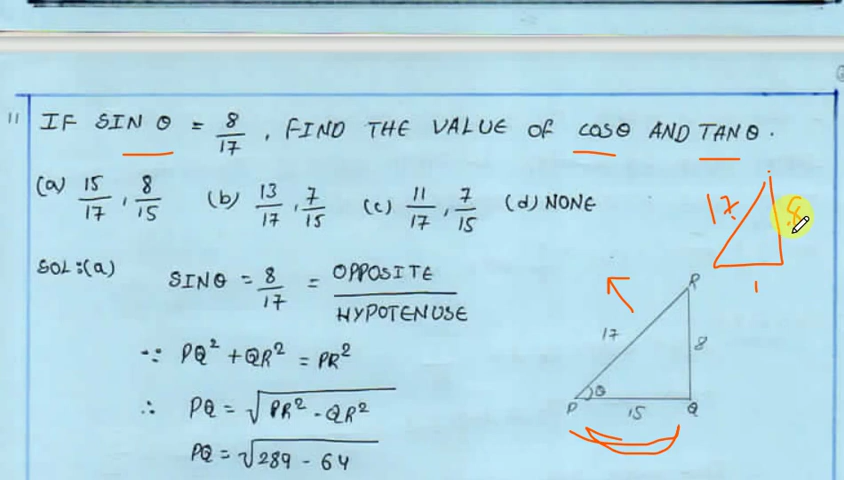 11 IF SIN θ = 8/17 , FIND THE VALUE OF COSθ AND TANθ.
(a) 15/17 , 8/15 (b) 13/17 , 7/15 (c) 11/17 , 7/15 (d) NONE
SOL:(a) SINθ = 8/17 = OPPOSITE/HYPOTENUSE
∵ PQ² + QR² = PR²
∴ PQ = √PR² - QR²
PQ = √289 - 64
17 8
1
R
17 8
θ
P 15 Q